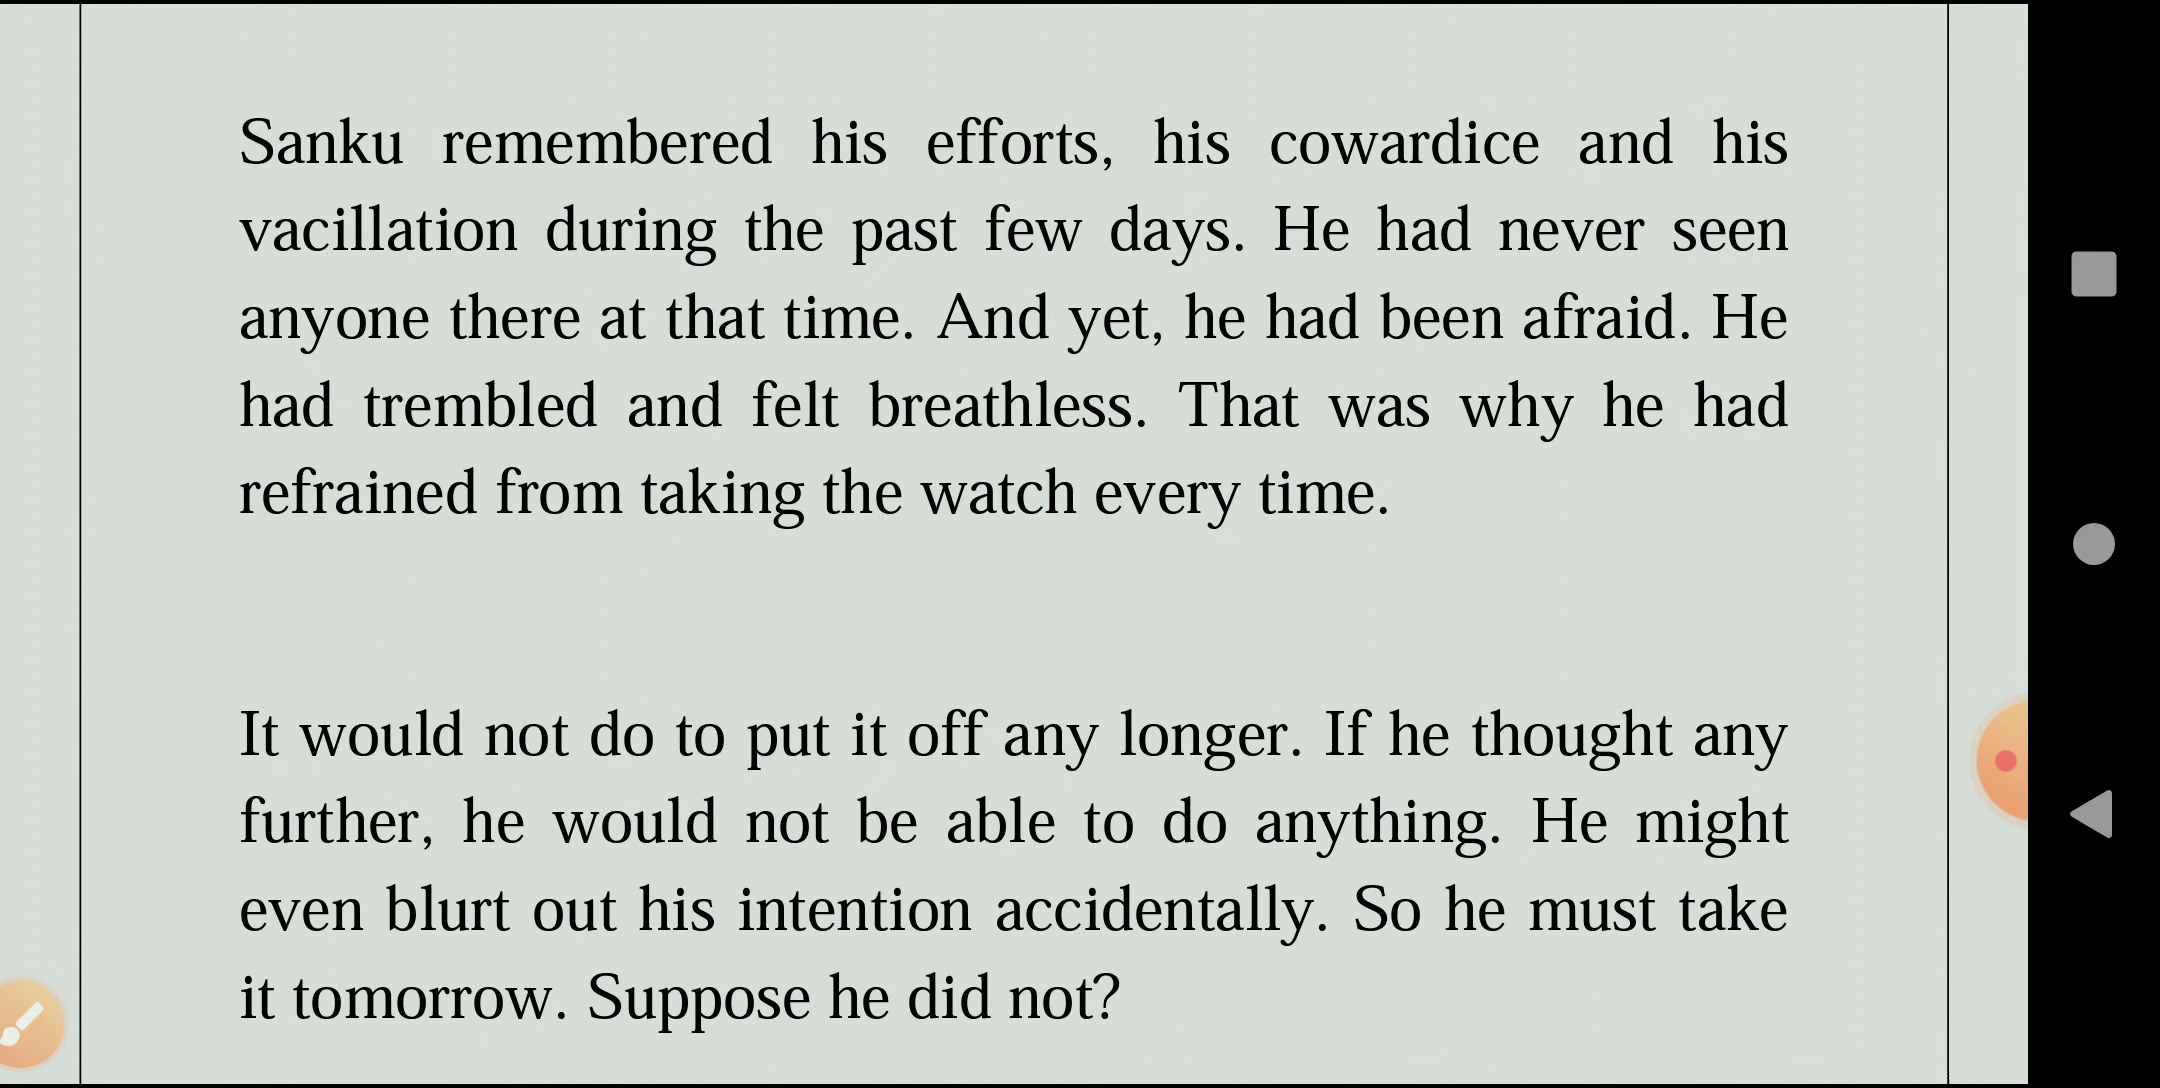 Sanku remembered his efforts, his cowardice and his
vacillation during the past few days. He had never seen
anyone there at that time. And yet, he had been afraid. He
had trembled and felt breathless. That was why he had
refrained from taking the watch every time.
It would not do to put it off any longer. If he thought any
further, he would not be able to do anything. He might
even blurt out his intention accidentally. So he must take
it tomorrow. Suppose he did not?